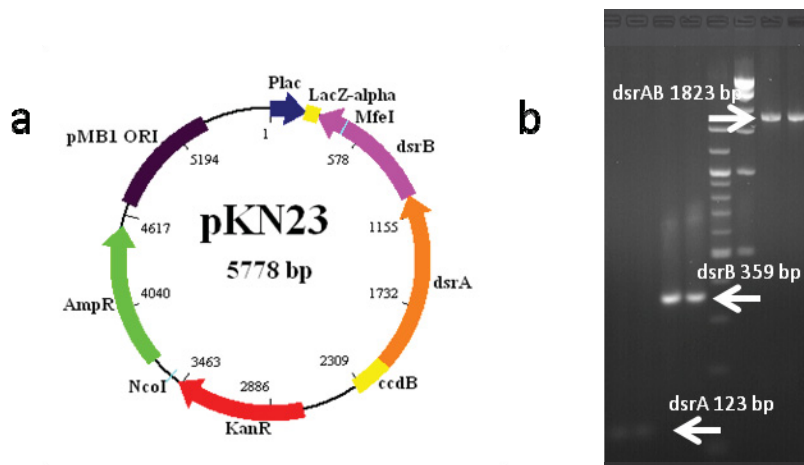 a
Plac
LacZ-alpha
MfeI
1
dsrB
pMB1 ORI
5194
578
4617
pKN23
1155
5778 bp
dsrA
AmpR
4040
1732
NcoI
3463
2309
ccdB
2886
KanR
b
dsrAB 1823 bp
dsrB 359 bp
dsrA 123 bp